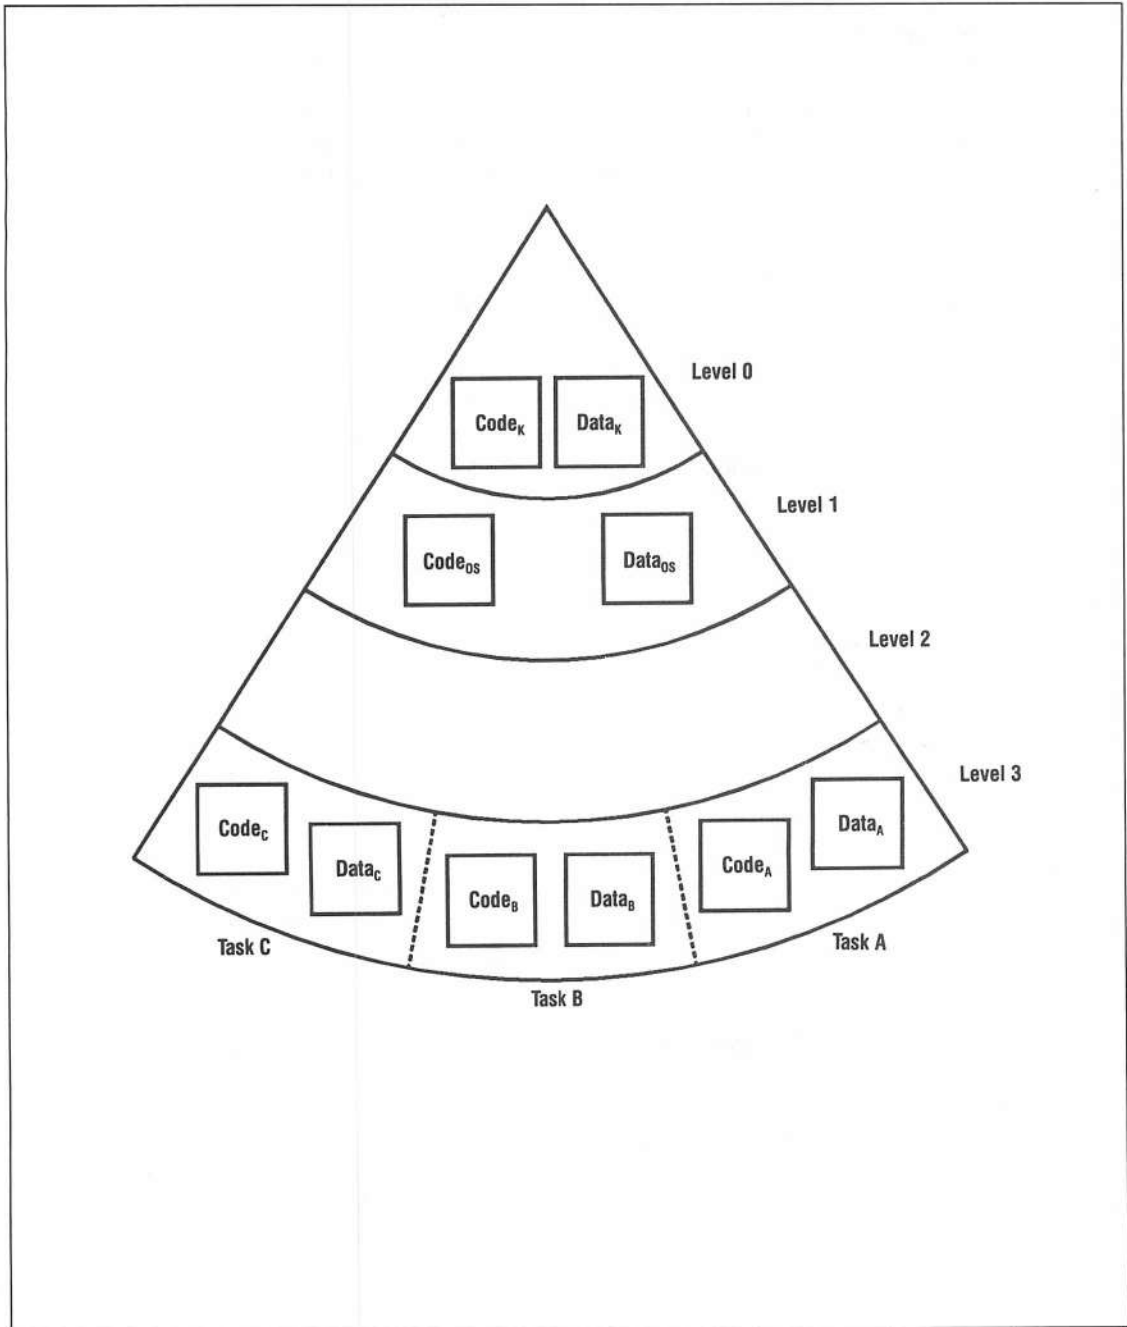 Level 0
Code_K Data_K
Level 1
Code_OS Data_OS
Level 2
Level 3
Code_C Data_C Code_B Data_B Code_A Data_A
Task C
Task B
Task A